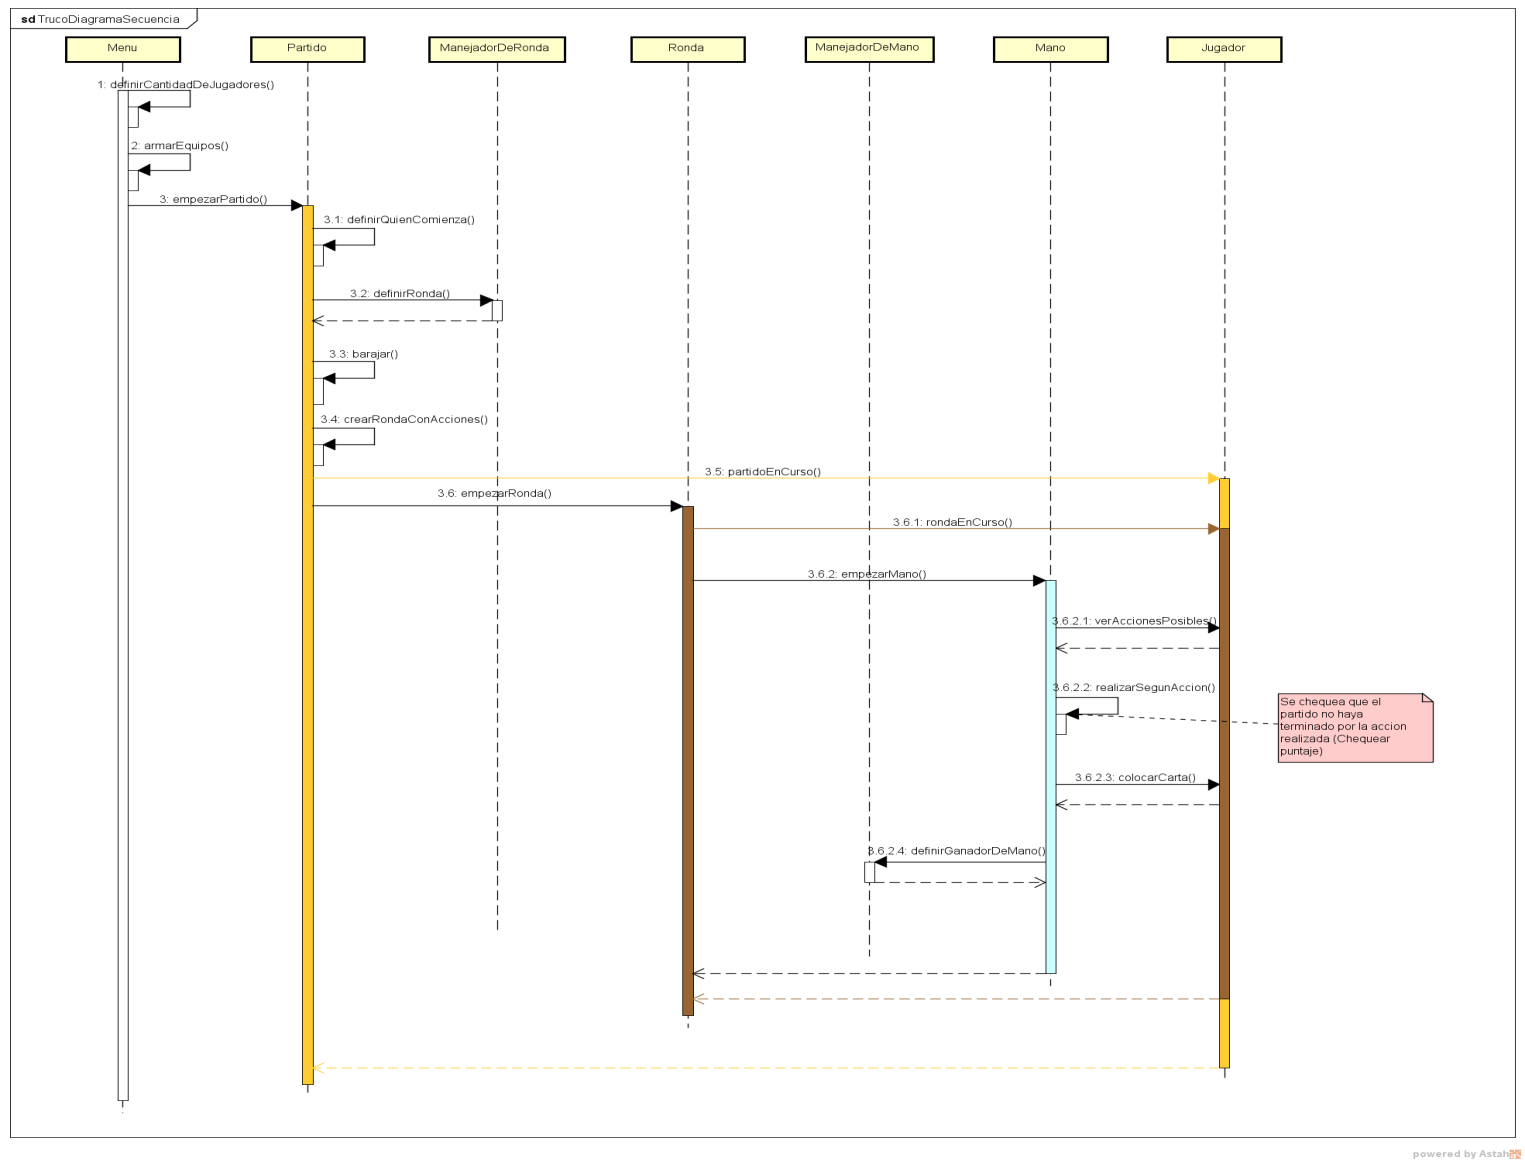 sd TrucoDiagramaSecuencia
Menu
Partido
ManejadorDeRonda
Ronda
ManejadorDeMano
Mano
Jugador
1: definirCantidadDeJugadores()
2: armarEquipos()
3: empezarPartido()
3.1: definirQuienComienza()
3.2: definirRonda()
3.3: barajar()
3.4: crearRondaConAcciones()
3.5: partidoEnCurso()
3.6: empezarRonda()
3.6.1: rondaEnCurso()
3.6.2: empezarMano()
3.6.2.1: verAccionesPosibles()
3.6.2.2: realizarSegunAccion()
Se chequea que el
partido no haya
terminado por la accion
realizada (Chequear
puntaje)
3.6.2.3: colocarCarta()
3.6.2.4: definirGanadorDeMano()
powered by Astah